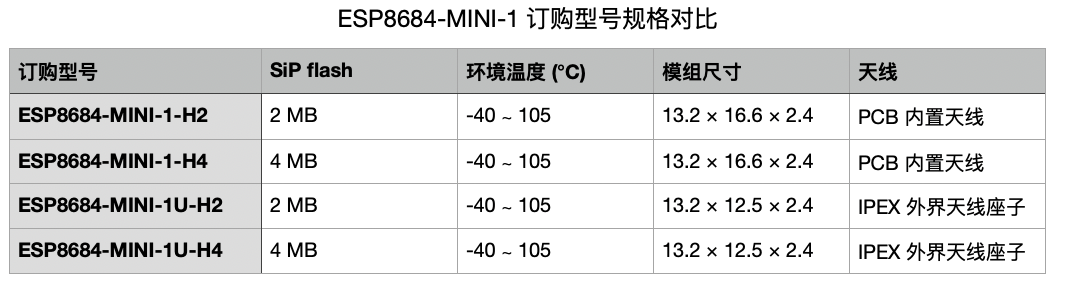 ESP8684-MINI-1 订购型号规格对比
订购型号 SiP flash 环境温度 (°C) 模组尺寸 天线
ESP8684-MINI-1-H2 2 MB -40 ~ 105 13.2 × 16.6 × 2.4 PCB 内置天线
ESP8684-MINI-1-H4 4 MB -40 ~ 105 13.2 × 16.6 × 2.4 PCB 内置天线
ESP8684-MINI-1U-H2 2 MB -40 ~ 105 13.2 × 12.5 × 2.4 IPEX 外界天线座子
ESP8684-MINI-1U-H4 4 MB -40 ~ 105 13.2 × 12.5 × 2.4 IPEX 外界天线座子